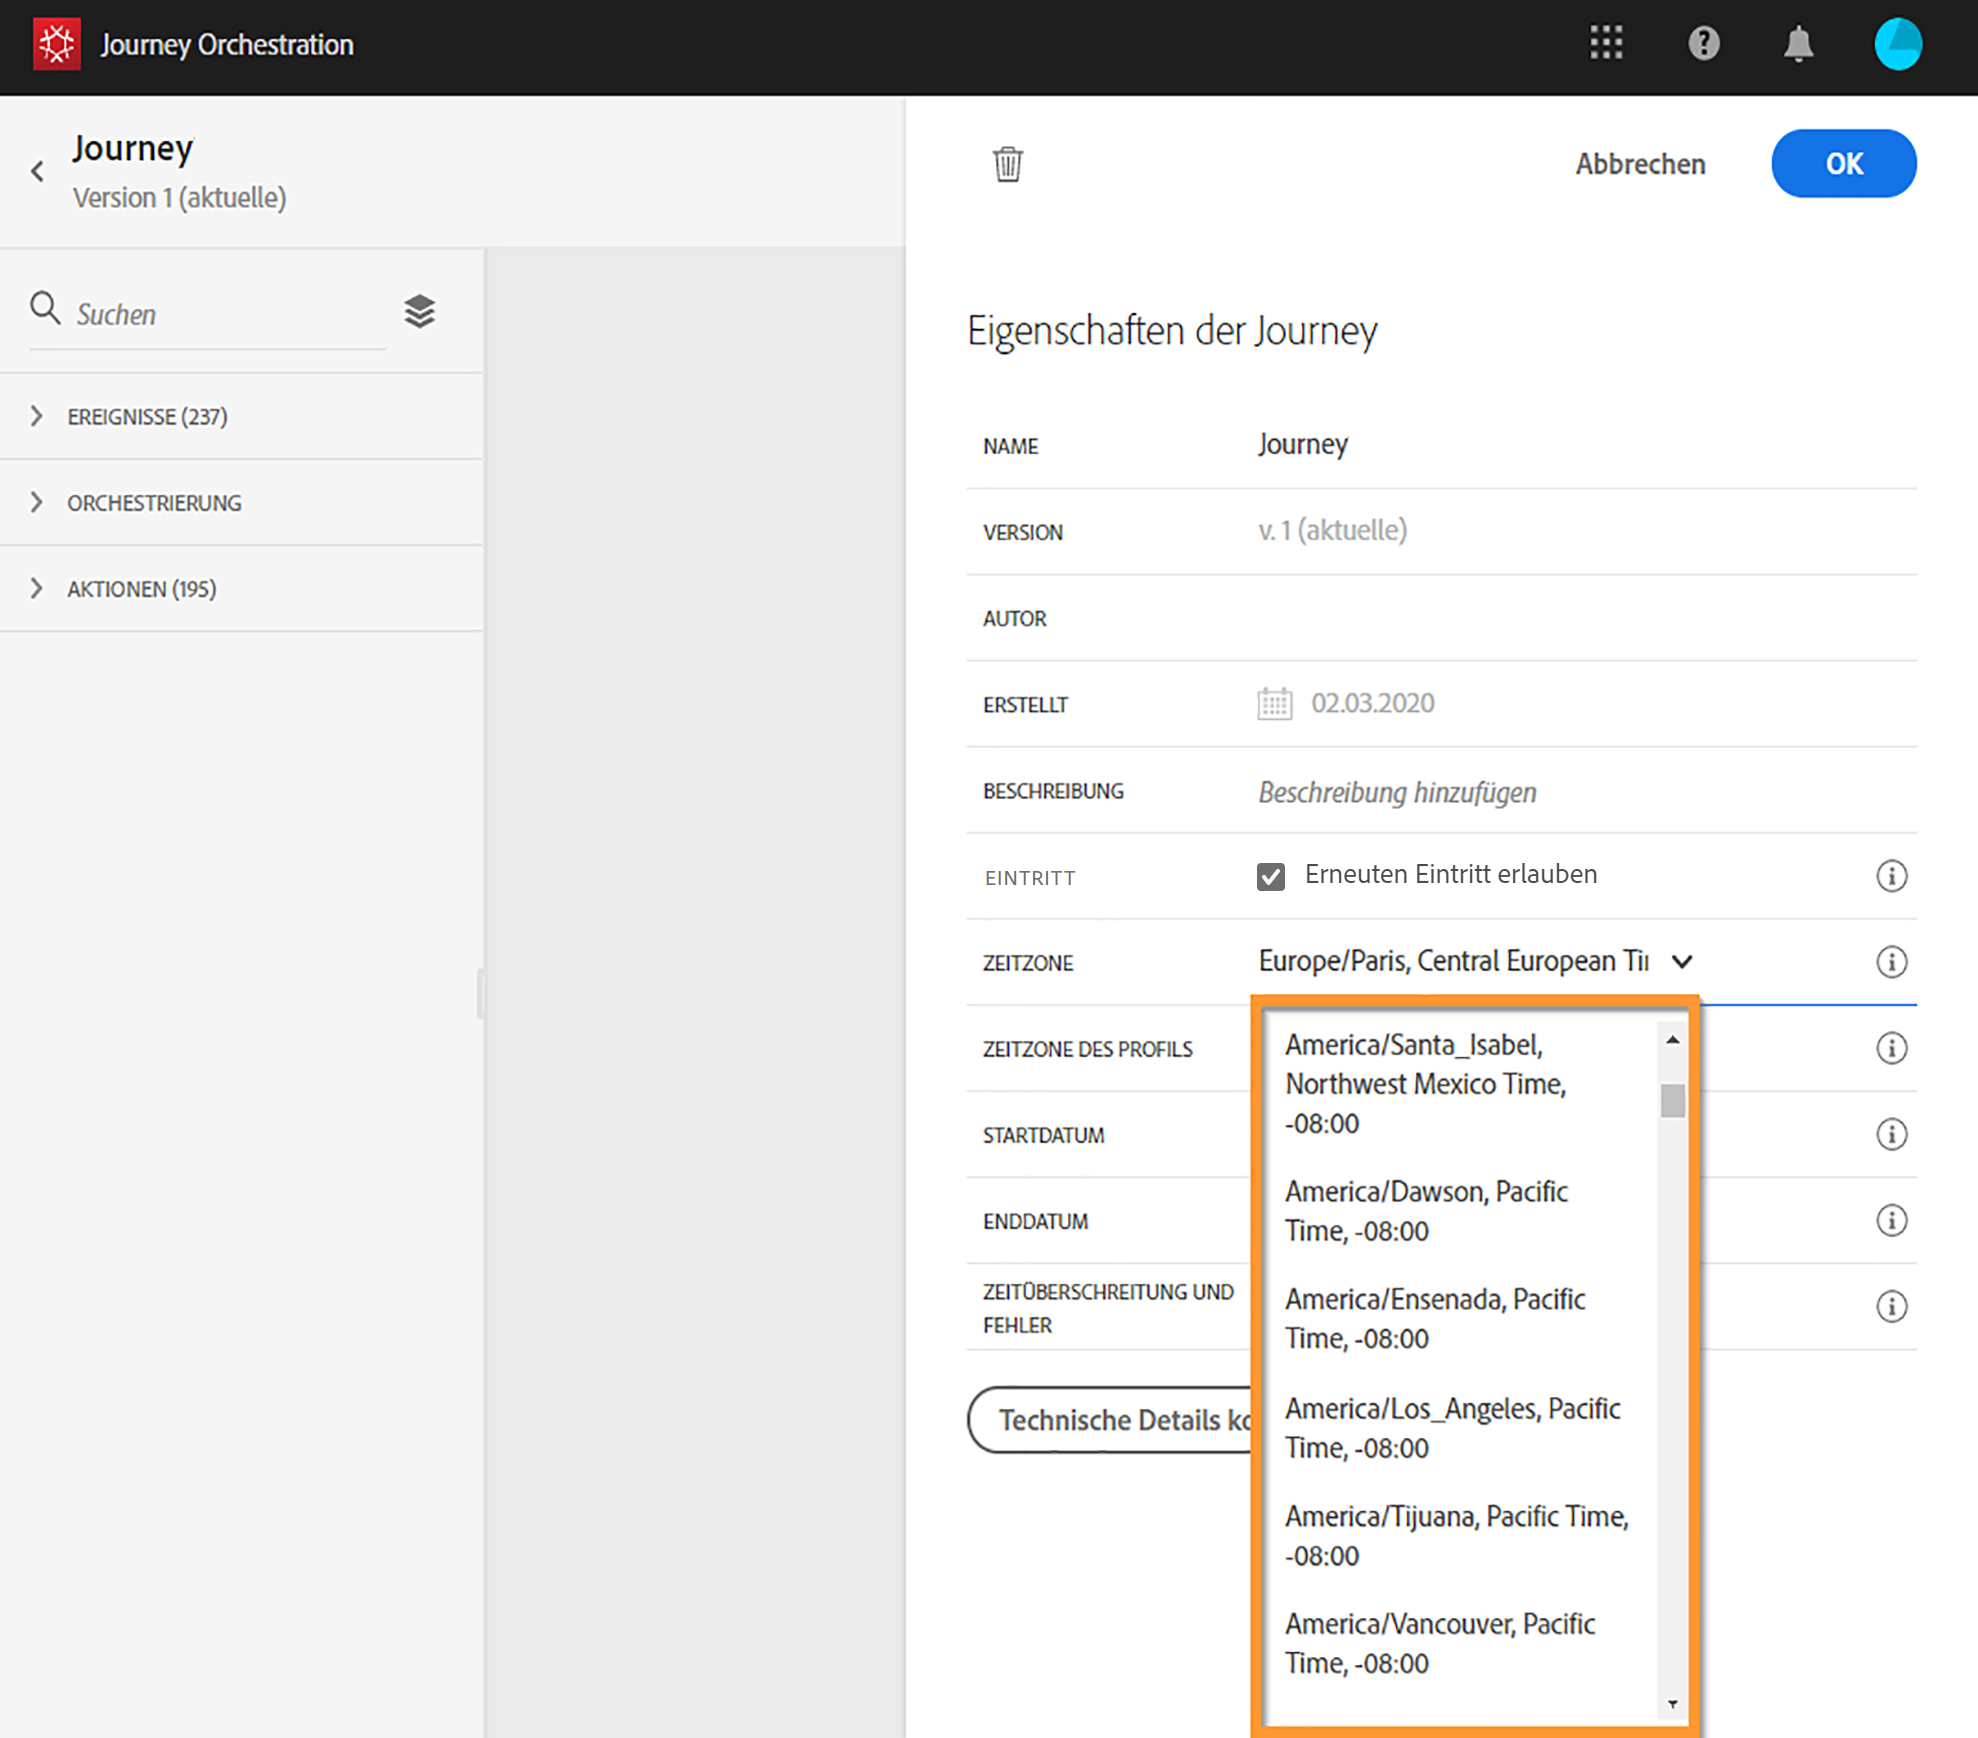 Journey Orchestration
Journey
Version 1 (aktuelle)
Abbrechen
OK
Suchen
EREIGNISSE (237)
ORCHESTRIERUNG
AKTIONEN (195)
Eigenschaften der Journey
NAME
Journey
VERSION
v. 1 (aktuelle)
AUTOR
ERSTELLT
02.03.2020
BESCHREIBUNG
Beschreibung hinzufügen
EINTRITT
Erneuten Eintritt erlauben
ZEITZONE
Europe/Paris, Central European Ti
ZEITZONE DES PROFILS
STARTDATUM
ENDDATUM
ZEITÜBERSCHREITUNG UND
FEHLER
Technische Details ko
America/Santa_Isabel,
Northwest Mexico Time,
-08:00
America/Dawson, Pacific
Time, -08:00
America/Ensenada, Pacific
Time, -08:00
America/Los_Angeles, Pacific
Time, -08:00
America/Tijuana, Pacific Time,
-08:00
America/Vancouver, Pacific
Time, -08:00